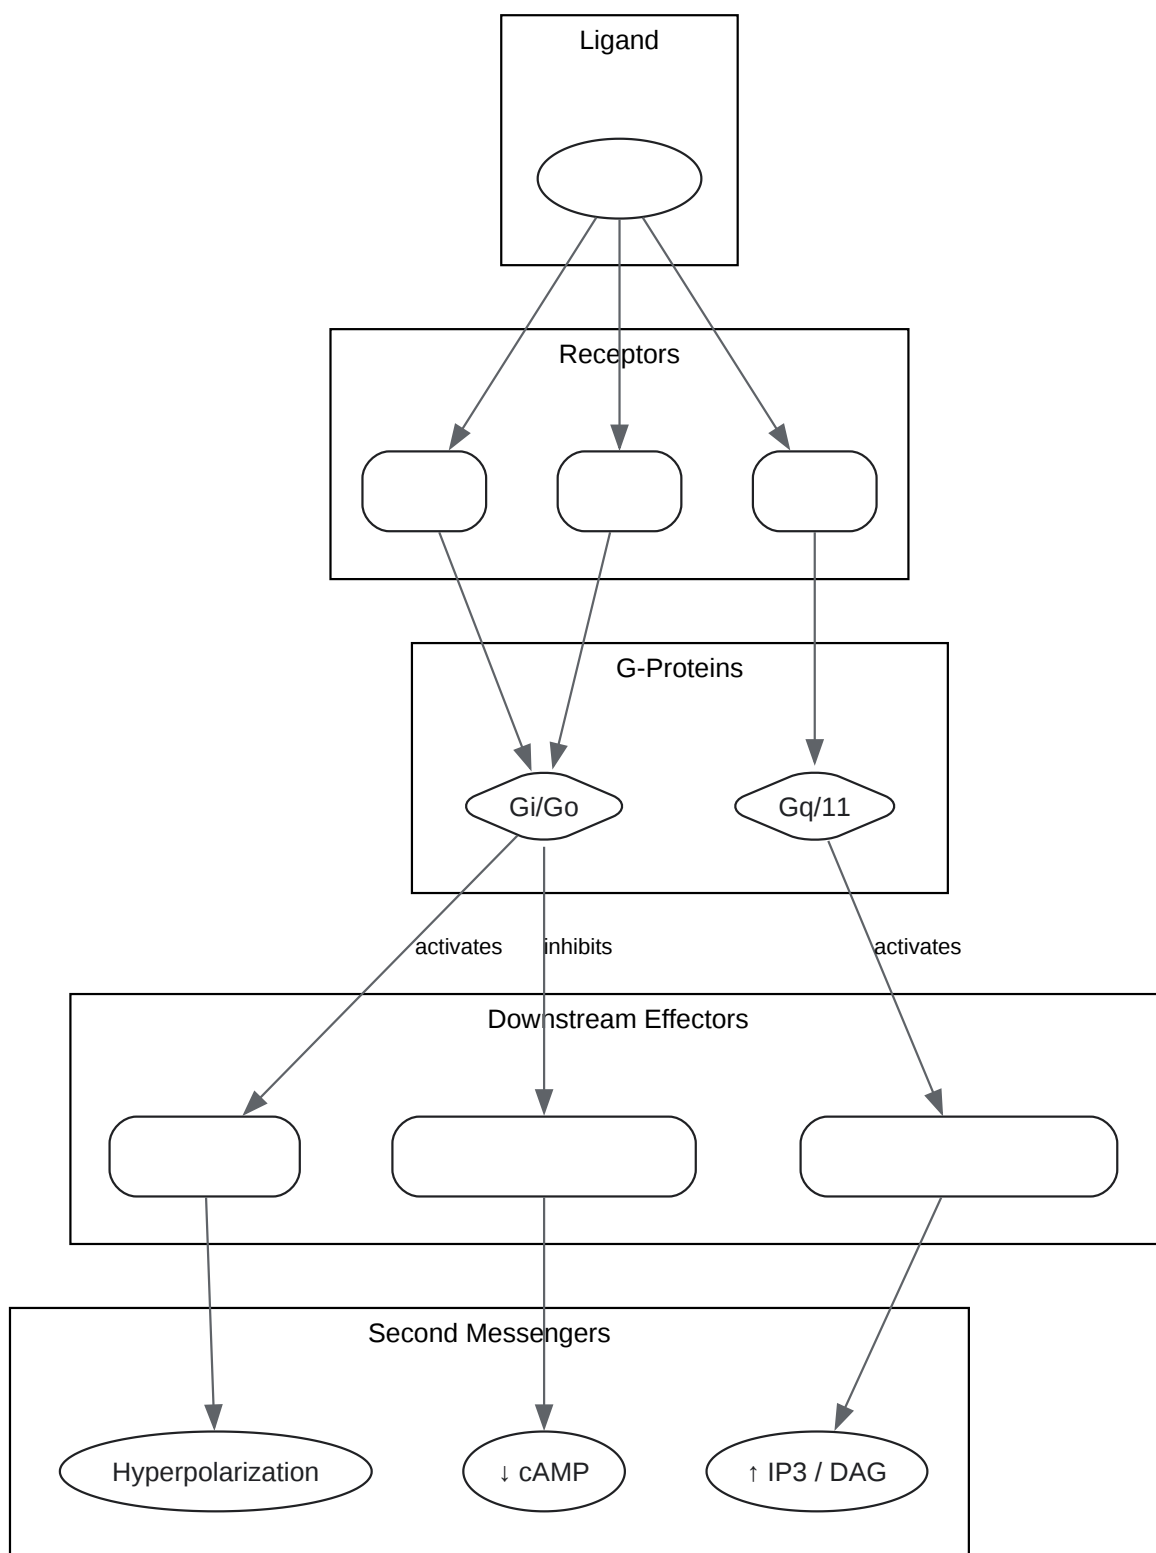 Ligand
Receptors
G-Proteins
Gi/Go
Gq/11
activates
inhibits
activates
Downstream Effectors
Second Messengers
Hyperpolarization
↓ cAMP
↑ IP3 / DAG